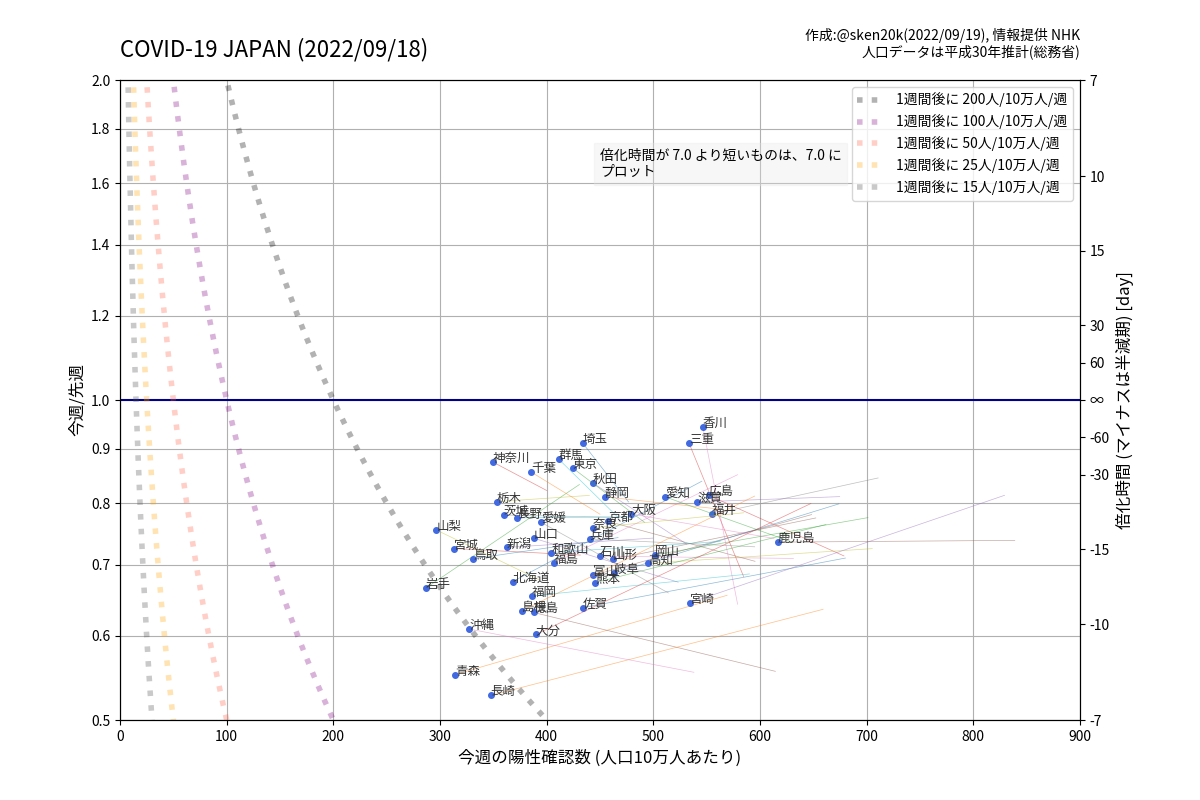 COVID-19 JAPAN (2022/09/18)
作成:@sken20k(2022/09/19), 情報提供 NHK
人口データは平成30年推計(総務省)
2.0
1.8
1.6
1.4
1.2
1.0
0.9
0.8
0.7
0.6
0.5
今週/先週
7
10
15
30
60
∞
-60
-30
-15
-10
-7
倍化時間 (マイナスは半減期) [day]
1週間後に 200人/10万人/週
1週間後に 100人/10万人/週
1週間後に 50人/10万人/週
1週間後に 25人/10万人/週
1週間後に 15人/10万人/週
倍化時間が 7.0 より短いものは、7.0 に
プロット
香川
埼玉
三重
神奈川
群馬
千葉
東京
秋田
静岡
愛知
広島
滋賀
栃木
茨城
長野
愛媛
京都
大阪
福井
奈良
山梨
山口
兵庫
鹿児島
宮城
新潟
鳥取
和歌山
福島
石川
山形
岡山
高知
岩手
北海道
富山
岐阜
熊本
福岡
島根
徳島
佐賀
宮崎
沖縄
大分
青森
長崎
0
100
200
300
400
500
600
700
800
900
今週の陽性確認数 (人口10万人あたり)